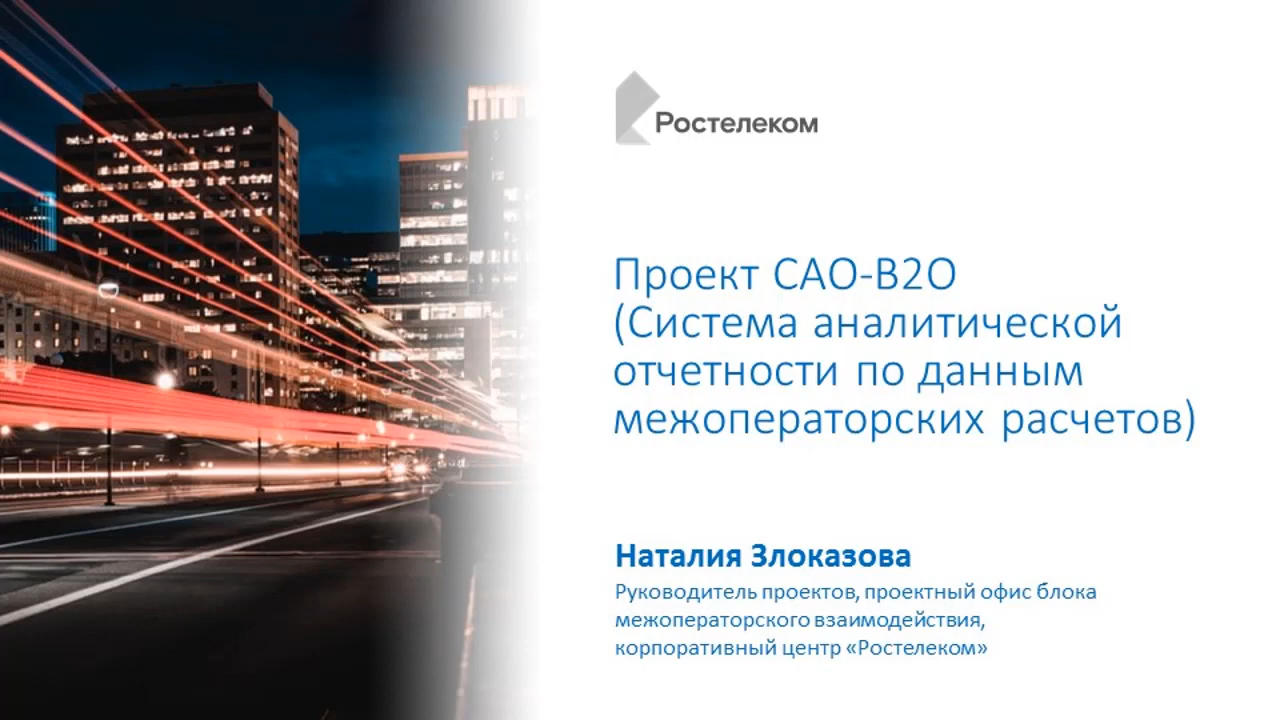 Ростелеком
Проект САО-B2O
(Система аналитической
отчетности по данным
межоператорских расчетов)
Наталия Злоказова
Руководитель проектов, проектный офис блока
межоператорского взаимодействия,
корпоративный центр «Ростелеком»